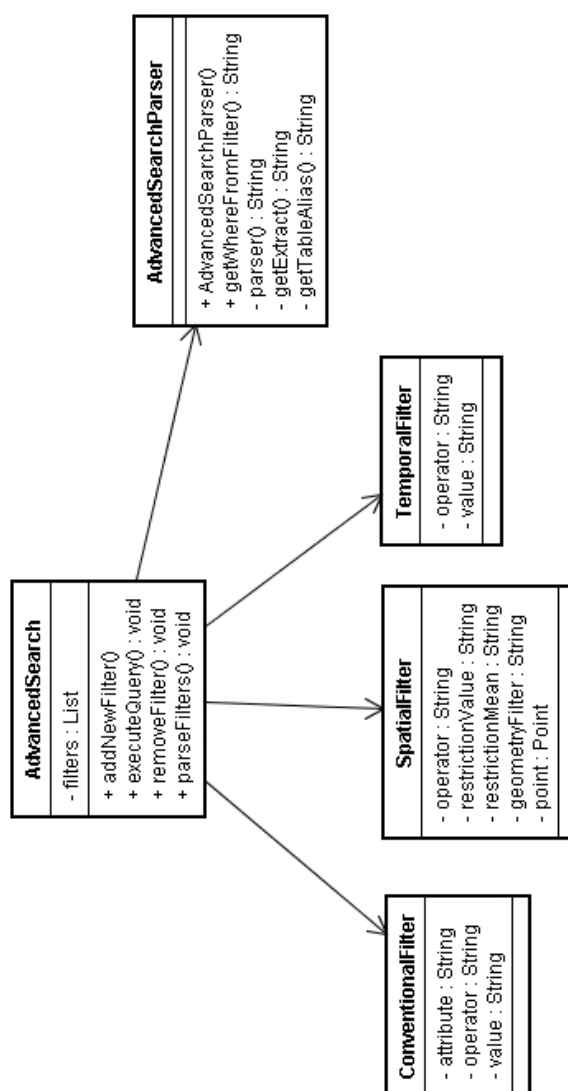 AdvancedSearch
- filters : List
+ addNewFilter()
+ executeQuery() : void
+ removeFilter() : void
+ parseFilters() : void
AdvancedSearchParser
+ AdvancedSearchParser()
+ getWhereFromFilter() : String
- parser() : String
- getExtract() : String
- getTableAlias() : String
ConventionalFilter
- attribute : String
- operator : String
- value : String
SpatialFilter
- operator : String
- restrictionValue : String
- restrictionMean : String
- geometryFilter : String
- point : Point
TemporalFilter
- operator : String
- value : String